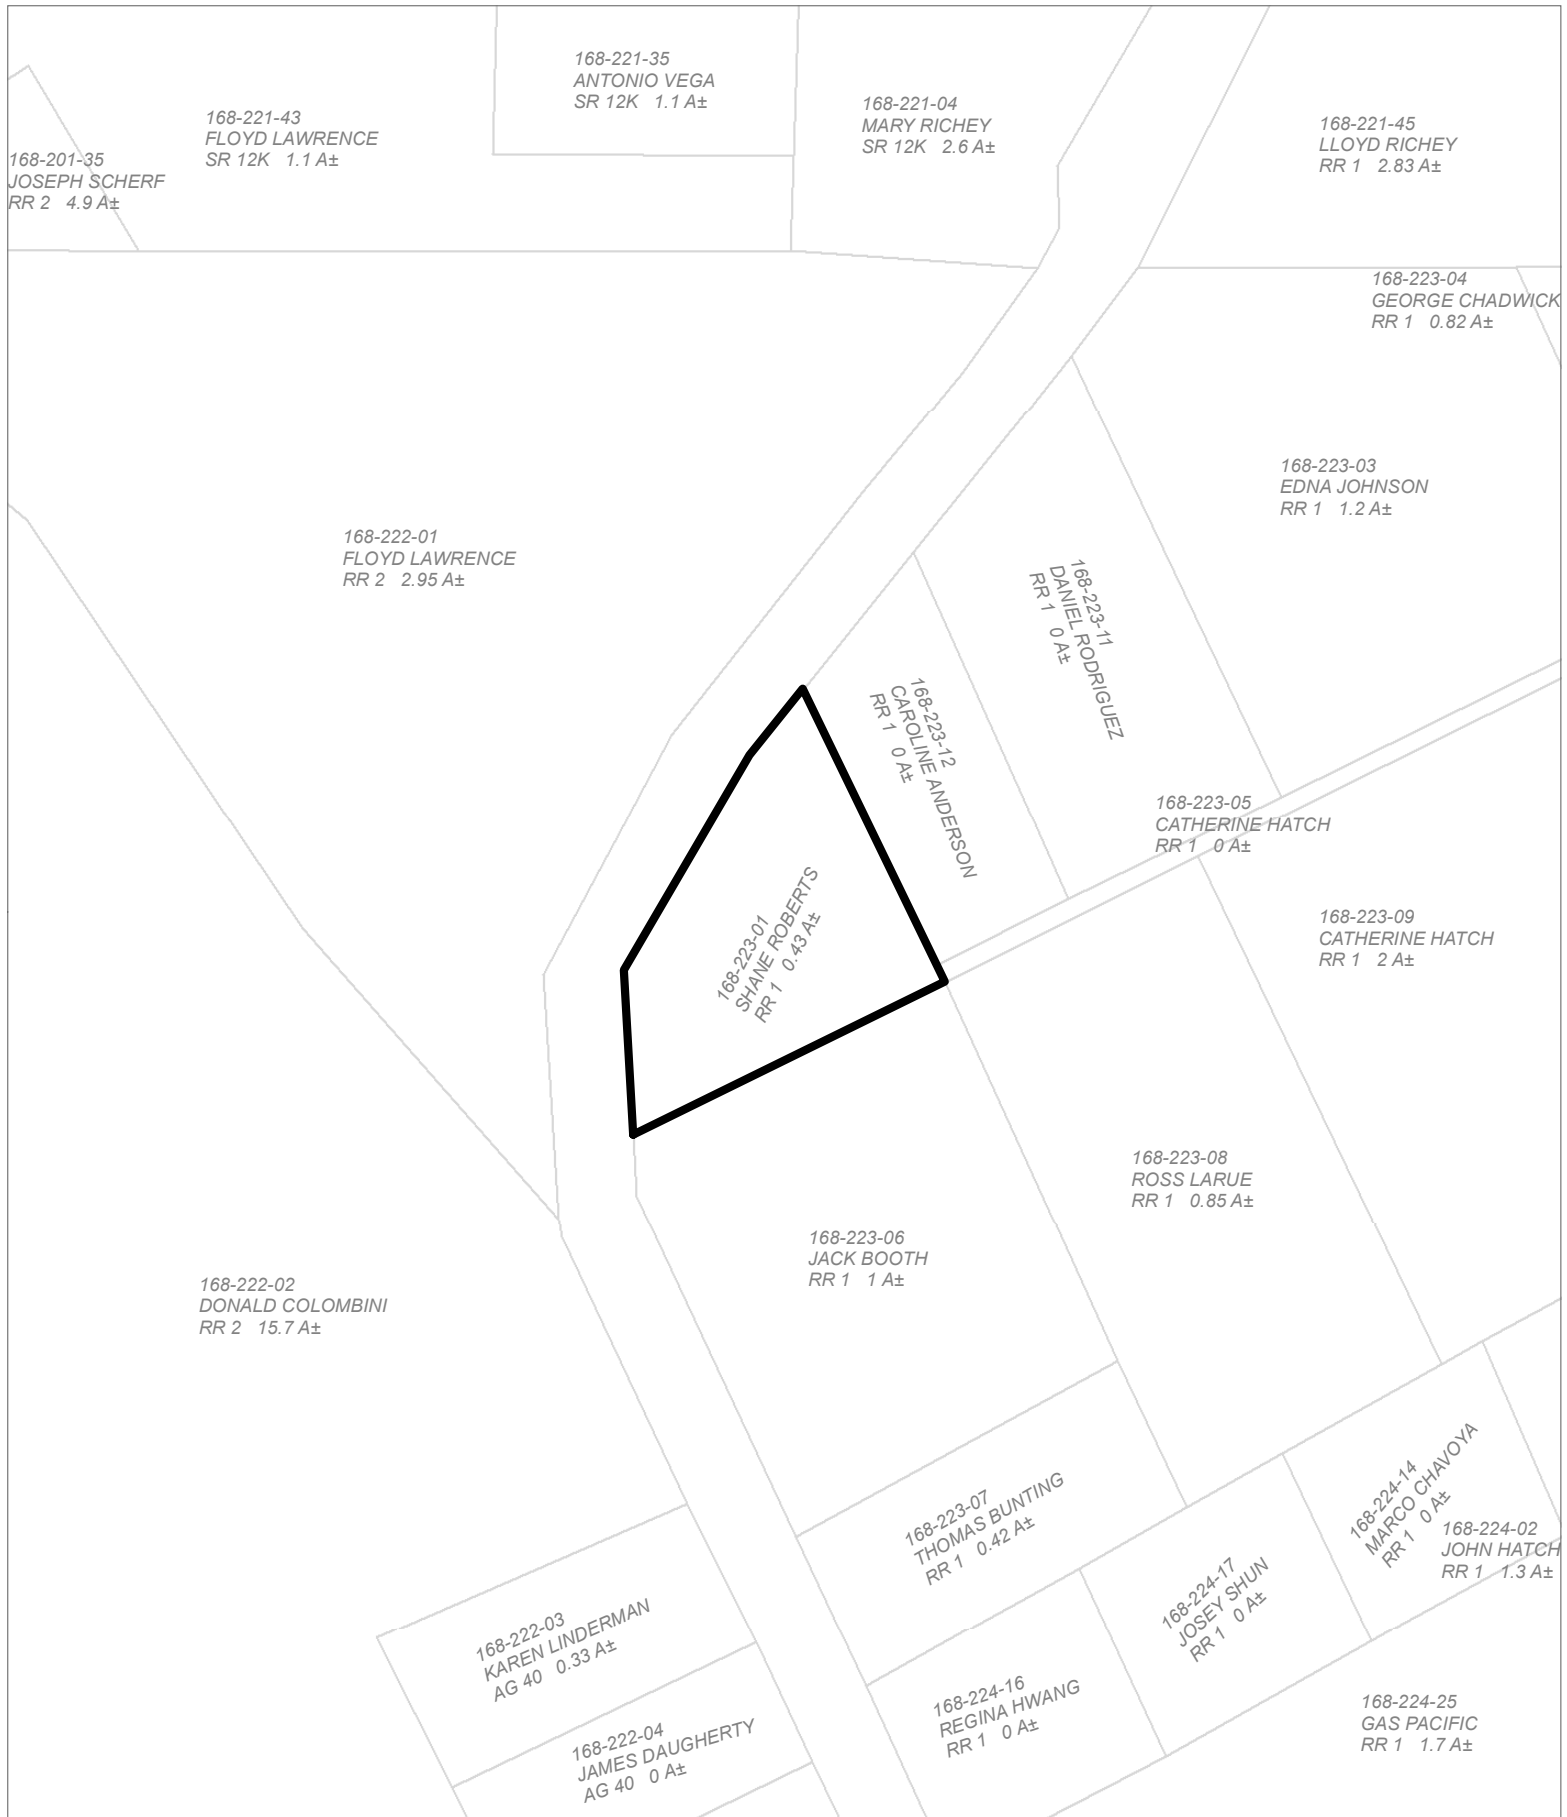 168-221-35
ANTONIO VEGA
SR 12K 1.1 A±
168-221-43
FLOYD LAWRENCE
SR 12K 1.1 A±
168-221-04
MARY RICHEY
SR 12K 2.6 A±
168-221-45
LLOYD RICHEY
RR 1 2.83 A±
168-201-35
JOSEPH SCHERF
RR 2 4.9 A±
168-223-04
GEORGE CHADWICK
RR 1 0.82 A±
168-223-03
EDNA JOHNSON
RR 1 1.2 A±
168-222-01
FLOYD LAWRENCE
RR 2 2.95 A±
168-223-11
DANIEL RODRIGUEZ
RR 1 0 A±
168-223-12
CAROLINE ANDERSON
RR 1 0 A±
168-223-05
CATHERINE HATCH
RR 1 0 A±
168-223-01
SHANE ROBERTS
RR 1 0.43 A±
168-223-09
CATHERINE HATCH
RR 1 2 A±
168-223-08
ROSS LARUE
RR 1 0.85 A±
168-223-06
JACK BOOTH
RR 1 1 A±
168-222-02
DONALD COLOMBINI
RR 2 15.7 A±
168-223-07
THOMAS BUNTING
RR 1 0.42 A±
168-224-14
MARCO CHAVOYA
RR 1 0 A±
168-224-02
JOHN HATCH
RR 1 1.3 A±
168-224-17
JOSEY SHUN
RR 1 0 A±
168-222-03
KAREN LINDERMAN
AG 40 0.33 A±
168-224-16
REGINA HWANG
RR 1 0 A±
168-224-25
GAS PACIFIC
RR 1 1.7 A±
168-222-04
JAMES DAUGHERTY
AG 40 0 A±